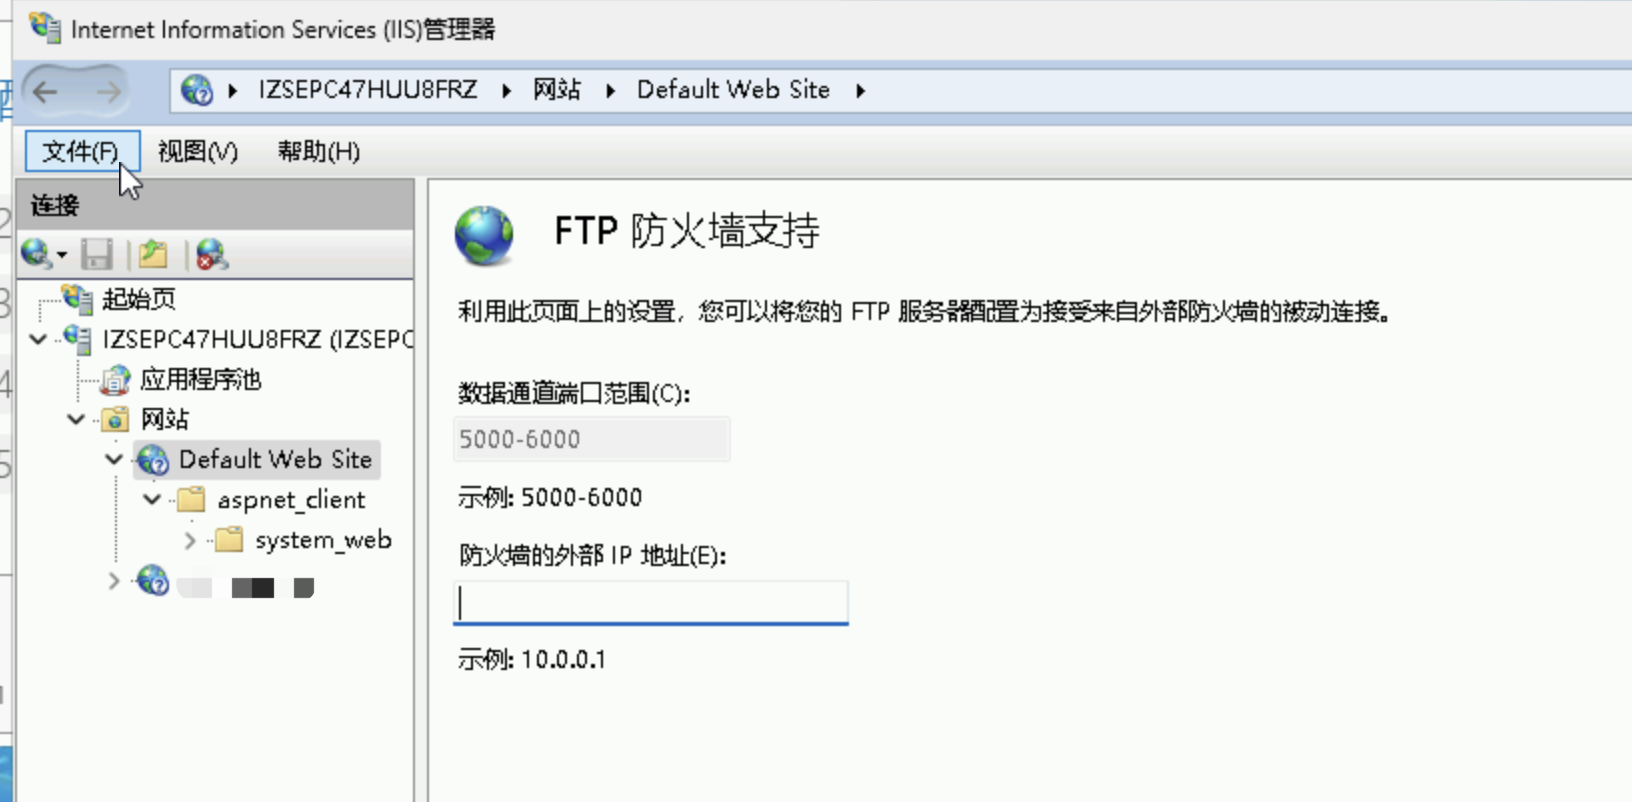 Internet Information Services (IIS)管理器
IZSEPC47HUU8FRZ 网站 Default Web Site
文件(F) 视图(V) 帮助(H)
连接
起始页
IZSEPC47HUU8FRZ (IZSEPC
应用程序池
网站
Default Web Site
aspnet_client
system_web
FTP 防火墙支持
利用此页面上的设置，您可以将您的 FTP 服务器配置为接受来自外部防火墙的被动连接。
数据通道端口范围(C):
5000-6000
示例: 5000-6000
防火墙的外部 IP 地址(E):
示例: 10.0.0.1